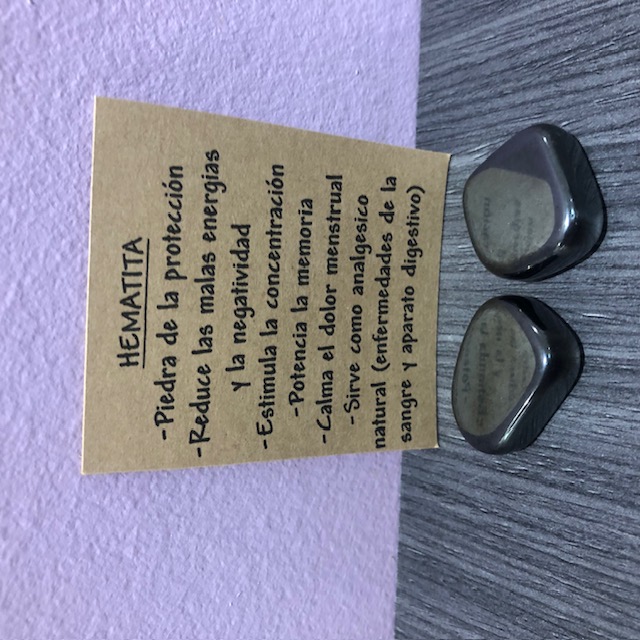 HEMATITA
-Piedra de la protección
-Reduce las malas energias
y la negatividad
-Estimula la concentración
-Potencia la memoria
-Calma el dolor menstrual
-Sirve como analgesico
natural (enfermedades de la
sangre y aparato digestivo)